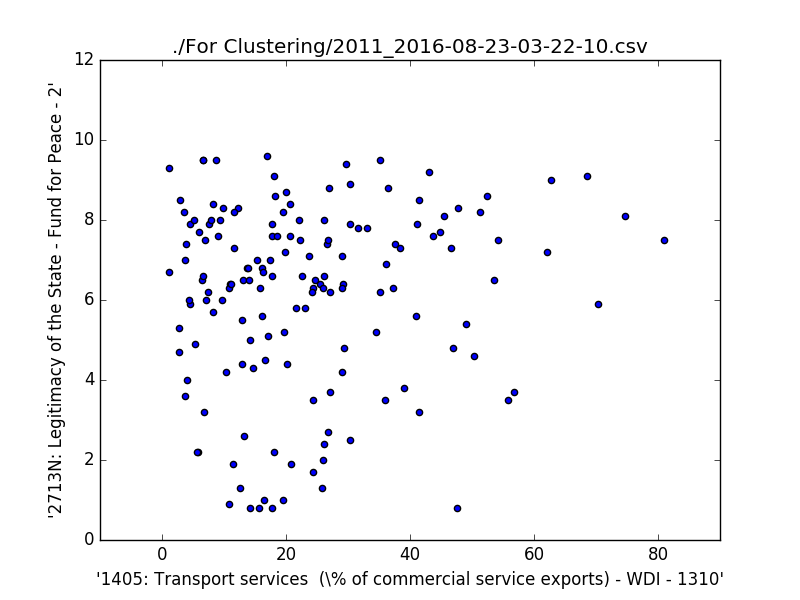 ./For Clustering/2011_2016-08-23-03-22-10.csv
12
10
8
6
4
2
0
'2713N: Legitimacy of the State - Fund for Peace - 2'
0 20 40 60 80
'1405: Transport services  (\% of commercial service exports) - WDI - 1310'